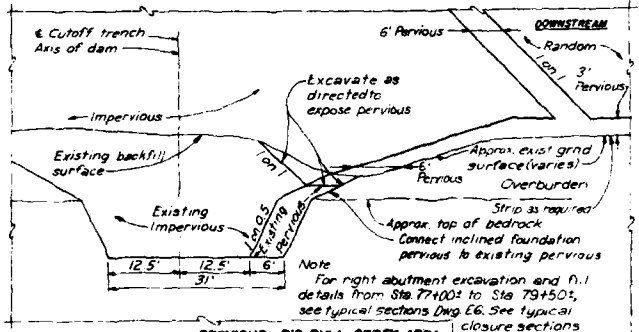 ℄ Cutoff trench
Axis of dam
6' Pervious
DOWNSTREAM
Random
1 on 1
3'
Pervious
Excavate as
directed to
expose pervious
Impervious
Existing backfill
surface
1 on 1
6'
Pervious
Approx. exist grnd
surface (varies)
Overburden
Strip as required
Existing
Impervious
1 on 0.5
Existing
Pervious
Approx. top of bedrock
Connect inclined foundation
pervious to existing pervious
12.5'
12.5'
6'
31'
Note
For right abutment excavation and fill
details from Sta. 77+00± to Sta 79+50±,
see typical sections Dwg. E6. See typical
closure sections